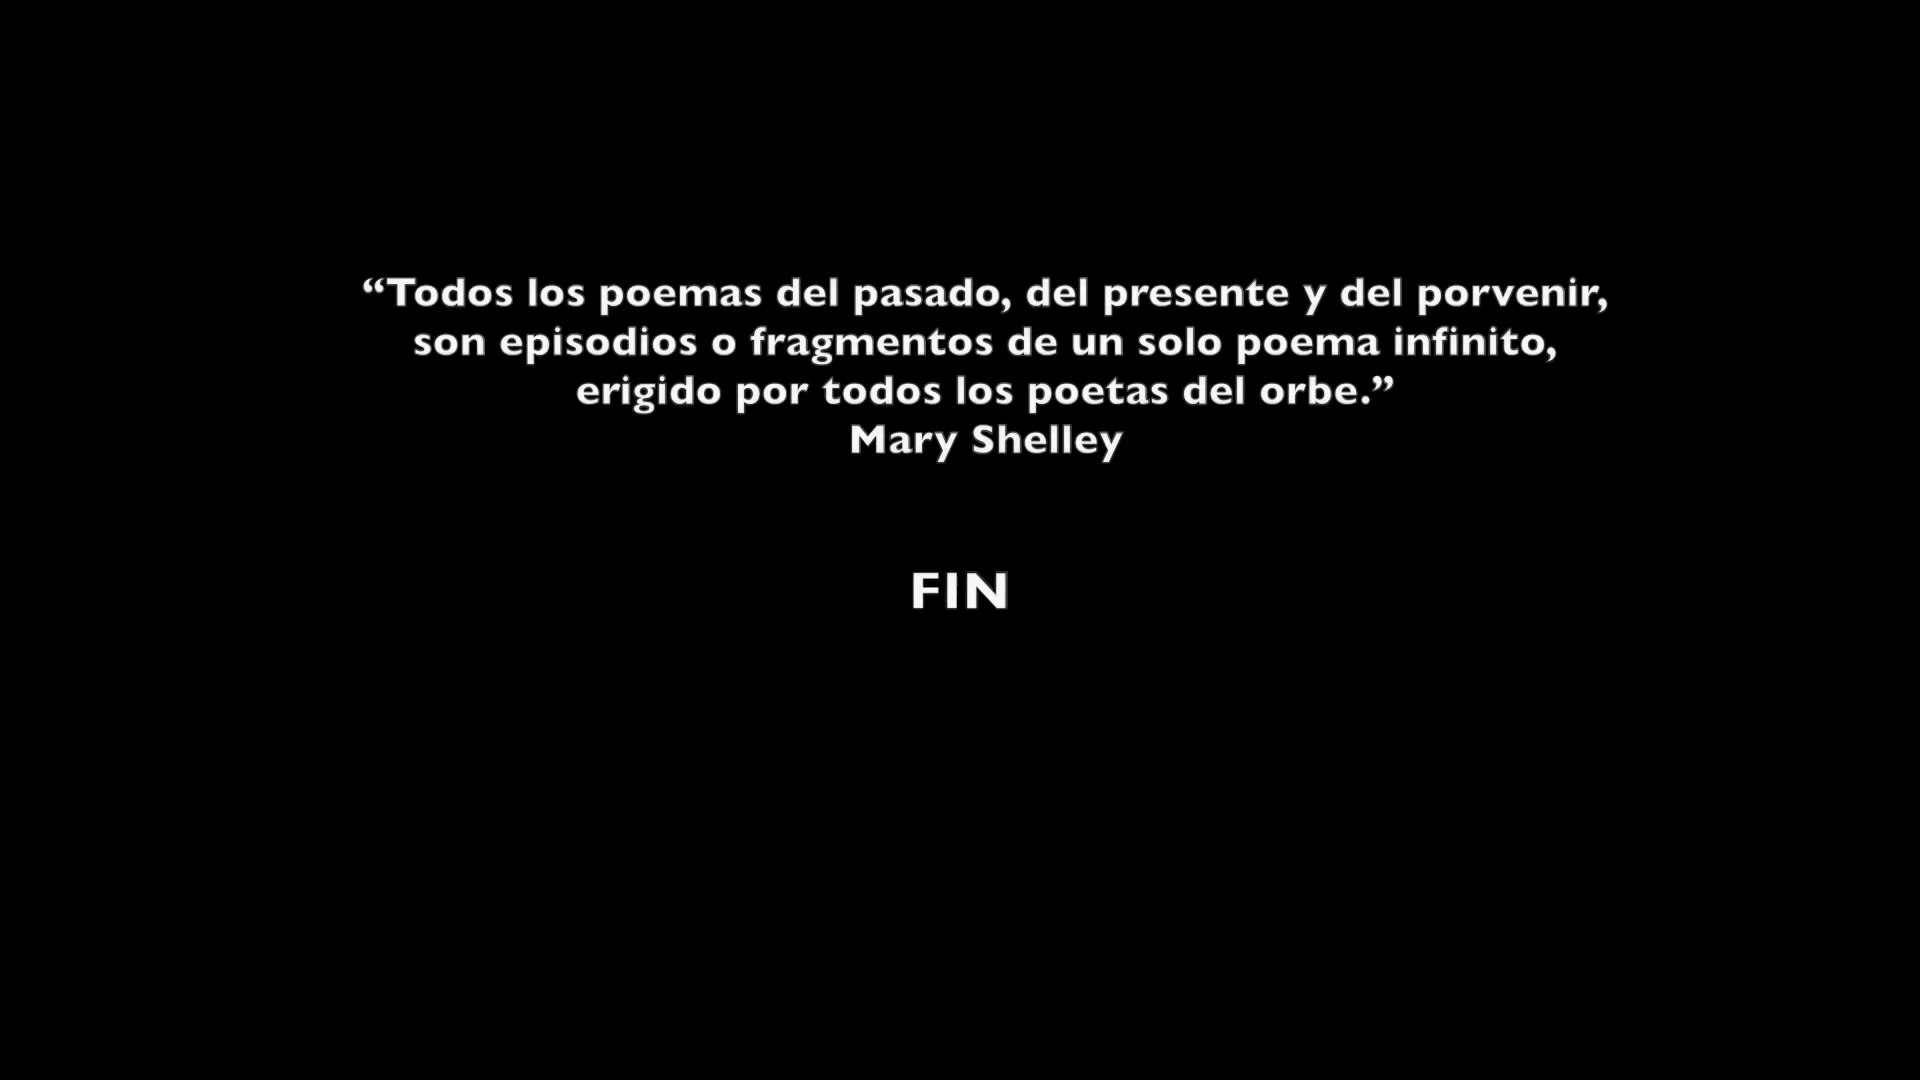 “Todos los poemas del pasado, del presente y del porvenir,
son episodios o fragmentos de un solo poema infinito,
erigido por todos los poetas del orbe.”
Mary Shelley
FIN